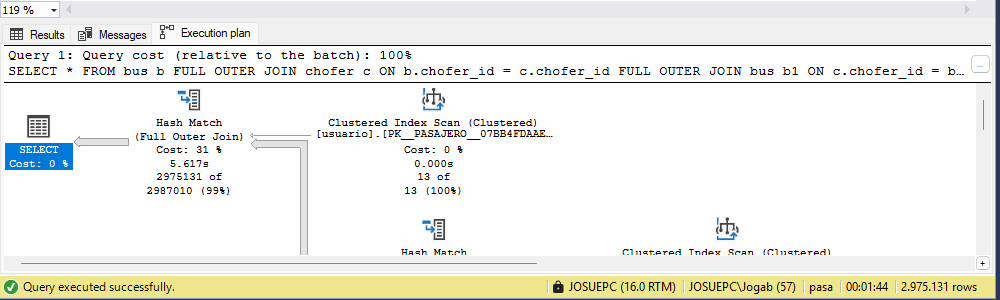 119 %
Results Messages Execution plan
Query 1: Query cost (relative to the batch): 100%
SELECT * FROM bus b FULL OUTER JOIN chofer c ON b.chofer_id = c.chofer_id FULL OUTER JOIN bus b1 ON c.chofer_id = b…
...
SELECT
Cost: 0 %
Hash Match
(Full Outer Join)
Cost: 31 %
5.617s
2975131 of
2987010 (99%)
Clustered Index Scan (Clustered)
[usuario].[PK__PASAJERO__07BB4FDAAE…
Cost: 0 %
0.000s
13 of
13 (100%)
Hash Match
Clustered Index Scan (Clustered)
+
Query executed successfully.
JOSUEPC (16.0 RTM)
JOSUEPC\Jogab (57)
pasa
00:01:44
2.975.131 rows